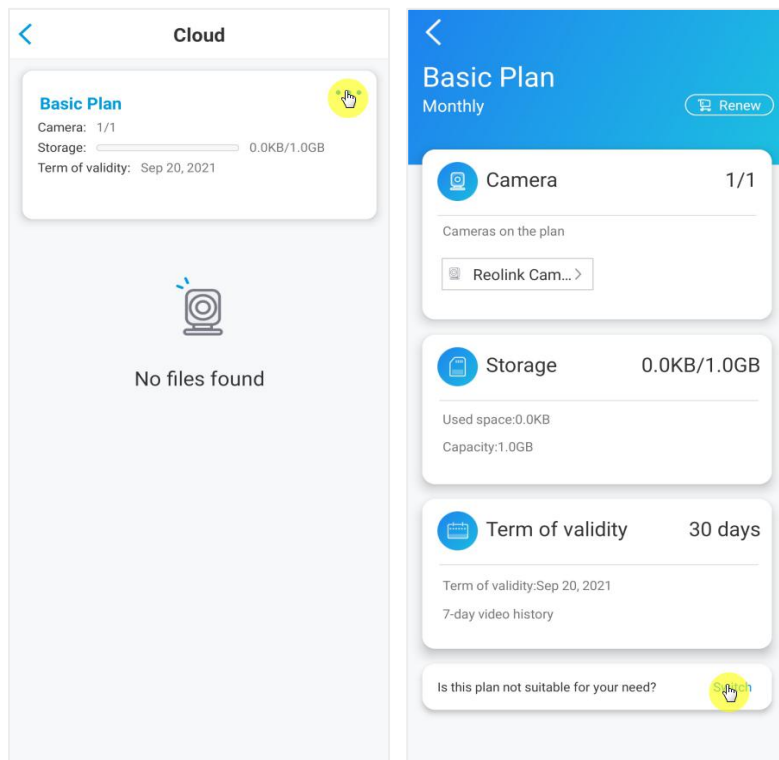 Cloud
Basic Plan
Camera: 1/1
Storage: 0.0KB/1.0GB
Term of validity: Sep 20, 2021
No files found
Basic Plan
Monthly
Renew
Camera 1/1
Cameras on the plan
Reolink Cam...
Storage 0.0KB/1.0GB
Used space:0.0KB
Capacity:1.0GB
Term of validity 30 days
Term of validity:Sep 20, 2021
7-day video history
Is this plan not suitable for your need? Switch